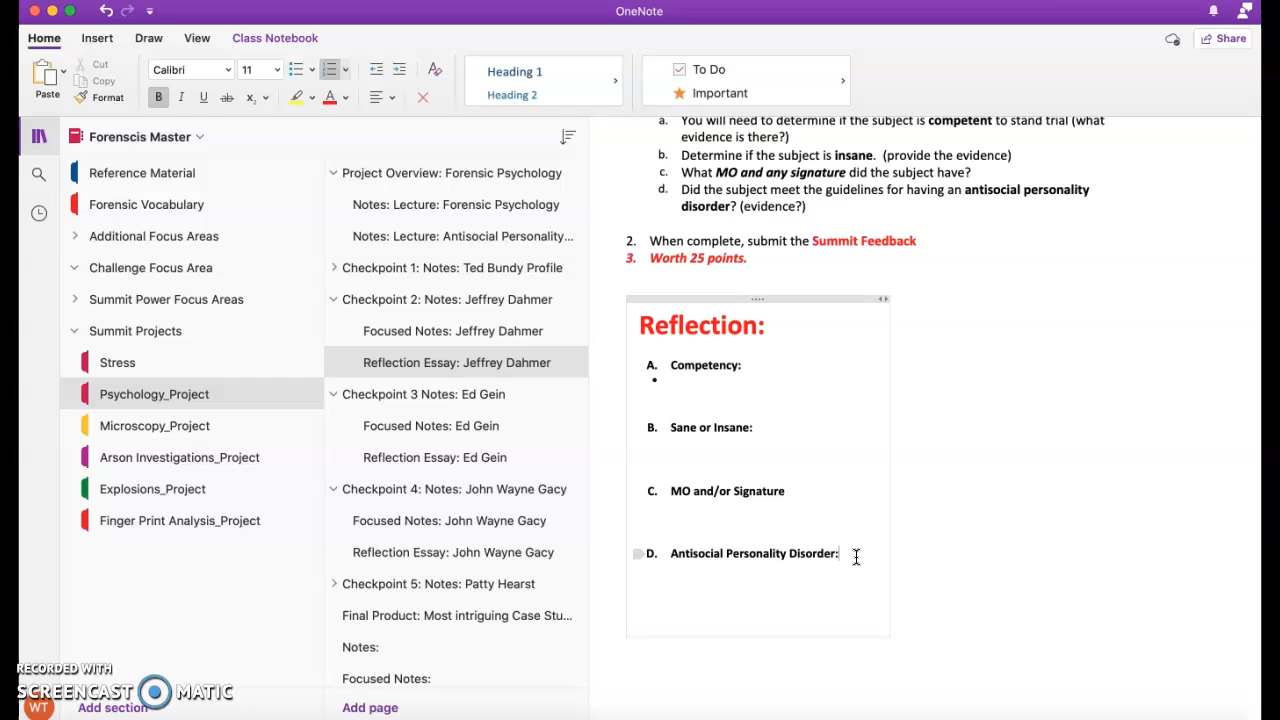 OneNote
Home Insert Draw View Class Notebook
Share
Paste
Cut
Copy
Format
Calibri 11
B I U ab x₂ A
Heading 1
Heading 2
To Do
Important
Forenscis Master
Reference Material
Forensic Vocabulary
Additional Focus Areas
Challenge Focus Area
Summit Power Focus Areas
Summit Projects
Stress
Psychology_Project
Microscopy_Project
Arson Investigations_Project
Explosions_Project
Finger Print Analysis_Project
Add section
Project Overview: Forensic Psychology
Notes: Lecture: Forensic Psychology
Notes: Lecture: Antisocial Personality...
Checkpoint 1: Notes: Ted Bundy Profile
Checkpoint 2: Notes: Jeffrey Dahmer
Focused Notes: Jeffrey Dahmer
Reflection Essay: Jeffrey Dahmer
Checkpoint 3 Notes: Ed Gein
Focused Notes: Ed Gein
Reflection Essay: Ed Gein
Checkpoint 4: Notes: John Wayne Gacy
Focused Notes: John Wayne Gacy
Reflection Essay: John Wayne Gacy
Checkpoint 5: Notes: Patty Hearst
Final Product: Most intriguing Case Stu...
Notes:
Focused Notes:
Add page
a. You will need to determine if the subject is competent to stand trial (what
evidence is there?)
b. Determine if the subject is insane. (provide the evidence)
c. What MO and any signature did the subject have?
d. Did the subject meet the guidelines for having an antisocial personality
disorder? (evidence?)
2. When complete, submit the Summit Feedback
3. Worth 25 points.
Reflection:
A. Competency:
•
B. Sane or Insane:
C. MO and/or Signature
D. Antisocial Personality Disorder:
RECORDED WITH
SCREENCAST MATIC
WT